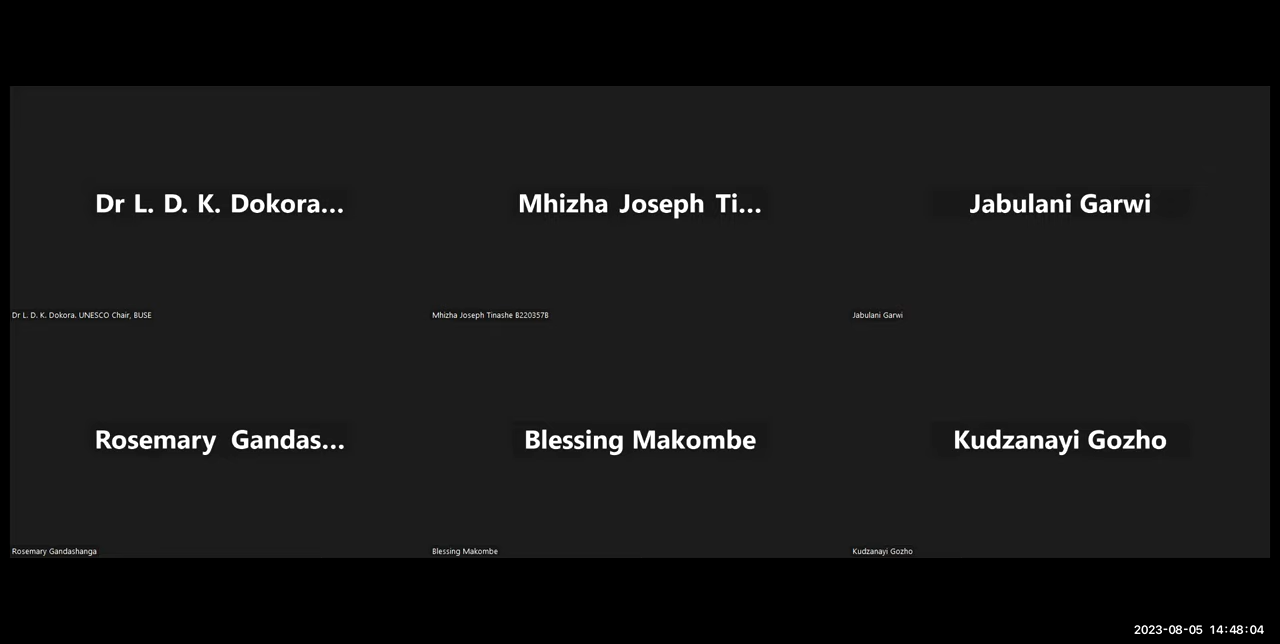 Dr L. D. K. Dokora...
Mhizha Joseph Ti...
Jabulani Garwi
Dr L. D. K. Dokora. UNESCO Chair, BUSE
Mhizha Joseph Tinashe B220357B
Jabulani Garwi
Rosemary Gandas...
Blessing Makombe
Kudzanayi Gozho
Rosemary Gandashanga
Blessing Makombe
Kudzanayi Gozho
2023-08-05 14:48:04